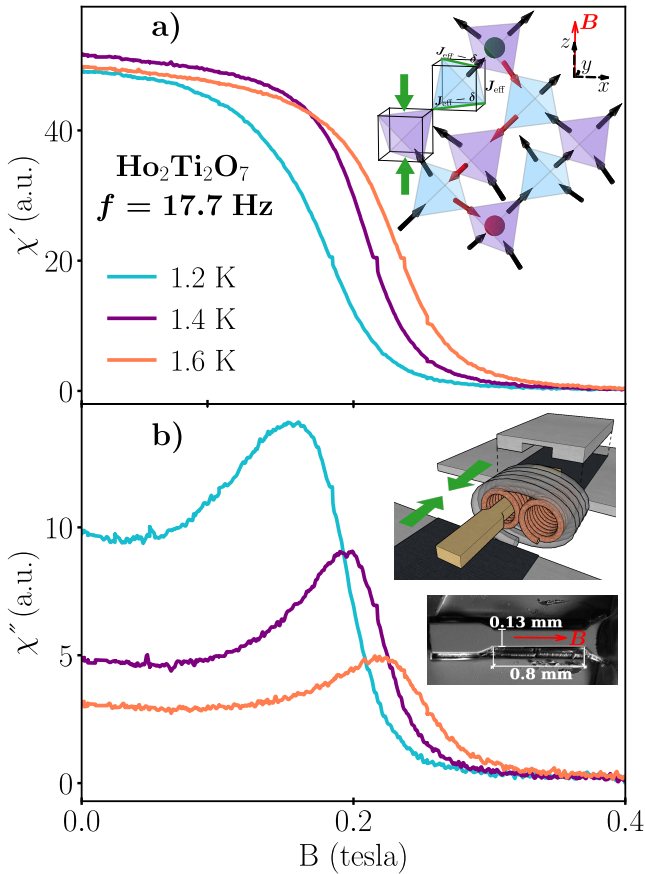 a)
B
z
y
x
J_eff − δ
J_eff
J_eff − δ
40
20
0
χ′ (a.u.)
Ho₂Ti₂O₇
f = 17.7 Hz
1.2 K
1.4 K
1.6 K
b)
10
5
0
χ″ (a.u.)
0.13 mm
B
0.8 mm
0.0
0.2
0.4
B (tesla)